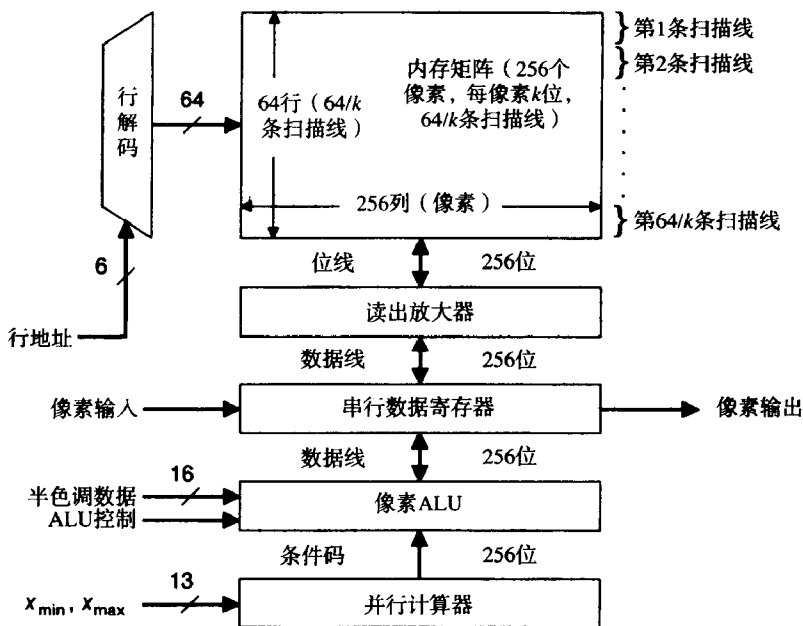 行解码
64
6
行地址
64行（64/k
条扫描线）
内存矩阵（256个
像素，每像素k位，
64/k条扫描线）
256列（像素）
第1条扫描线
第2条扫描线
第64/k条扫描线
位线 256位
读出放大器
数据线 256位
像素输入
串行数据寄存器
像素输出
数据线 256位
半色调数据
16
ALU控制
像素ALU
条件码 256位
xmin, xmax
13
并行计算器